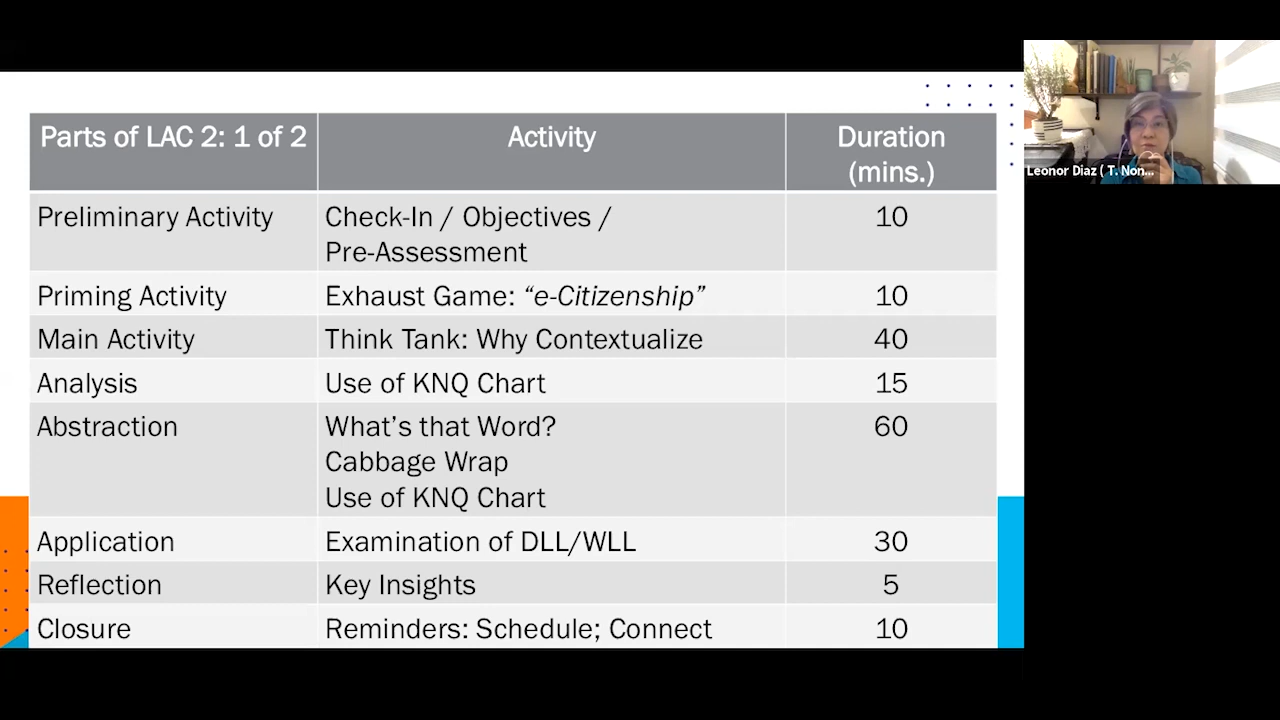 Parts of LAC 2: 1 of 2 Activity Duration
(mins.)
Preliminary Activity Check-In / Objectives / 10
Pre-Assessment
Priming Activity Exhaust Game: “e-Citizenship” 10
Main Activity Think Tank: Why Contextualize 40
Analysis Use of KNQ Chart 15
Abstraction What’s that Word? 60
Cabbage Wrap
Use of KNQ Chart
Application Examination of DLL/WLL 30
Reflection Key Insights 5
Closure Reminders: Schedule; Connect 10
Leonor Diaz ( T. Non...